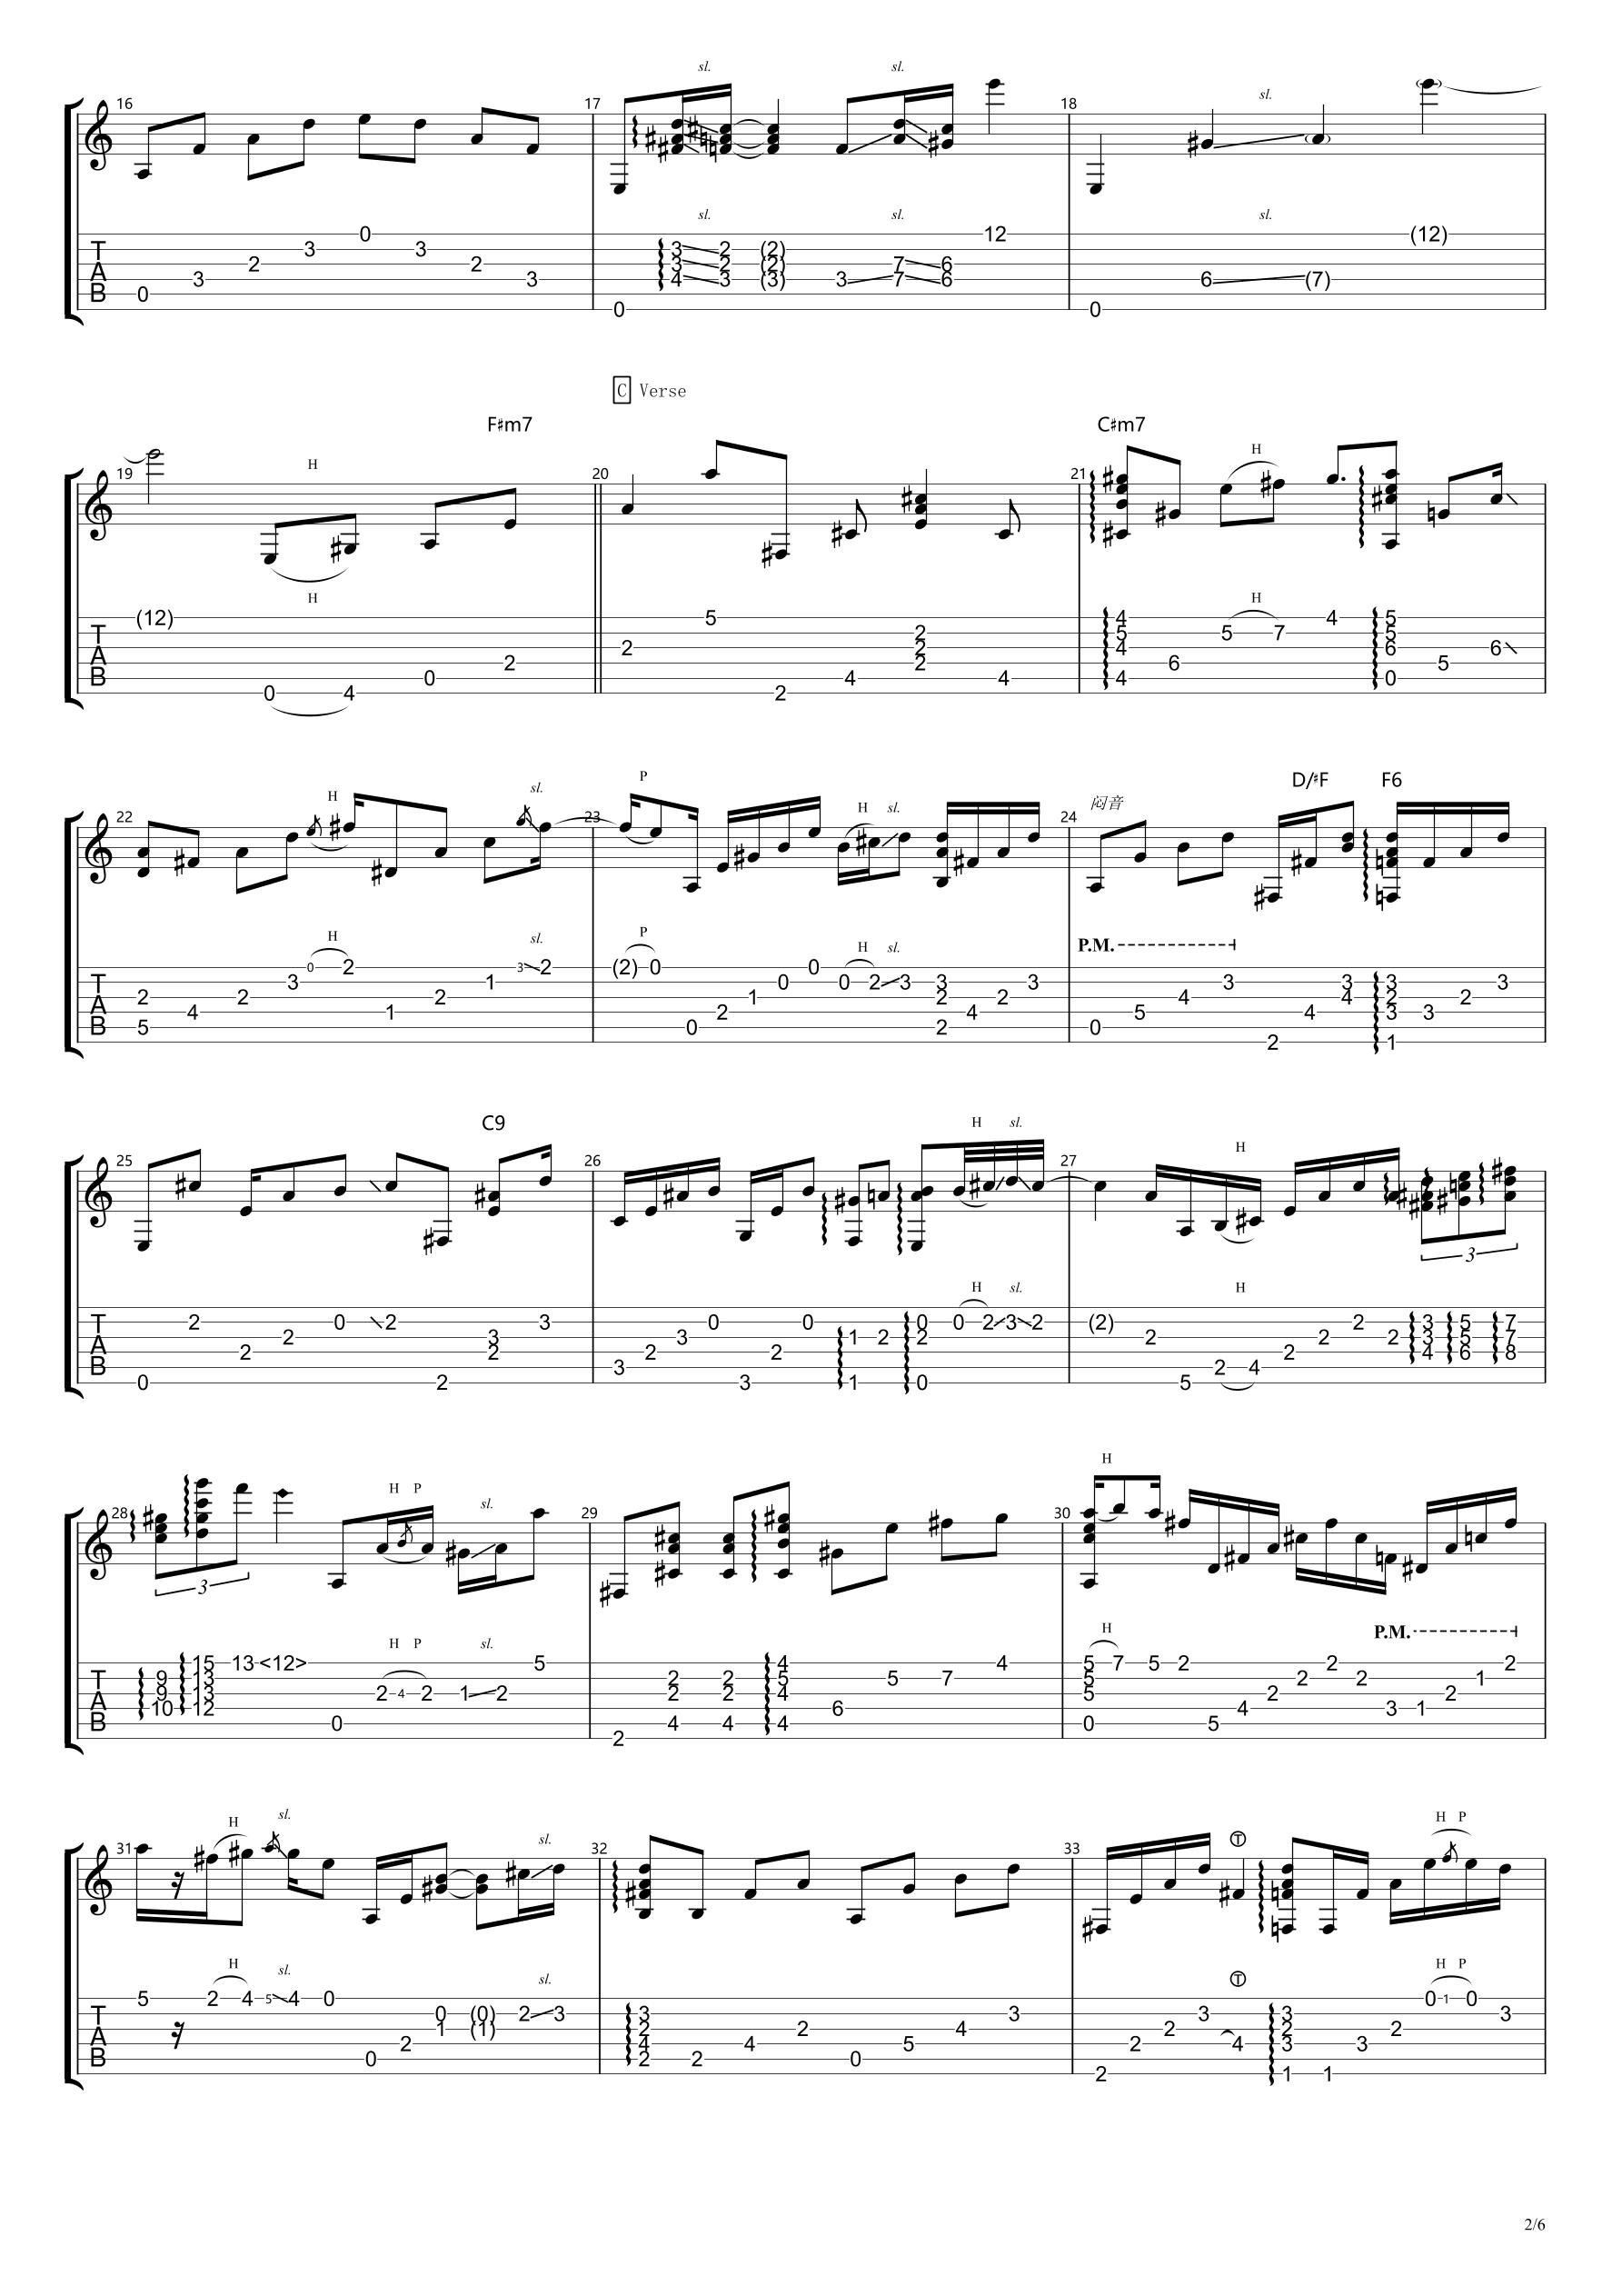 sl. sl. sl.
16 17 18
sl. sl. sl.
T A B
0 3 2 3 0 3 2 3 0 3 3 4 2 2 3 (2) (2) (3) 3 7 7 6 6 12 0 6 (7) (12)
C Verse
F♯m7 C♯m7
H H
19 20 21
H H
T A B
(12) 0 4 0 2 2 5 2 4 2 2 2 4 4 5 4 4 6 5 7 4 5 5 6 0 5 6
P D/♯F F6
H sl. H sl. 闷音
22 23 24
H sl. P H sl. P.M.
T A B
2 5 4 2 3 0 2 1 2 1 3 2 (2) 0 0 2 1 0 0 0 2 3 3 2 2 4 2 3 0 5 4 3 2 4 3 4 3 2 3 1 3 2 3
C9
H sl. H
25 26 27
3
H sl. H
T A B
0 2 2 2 0 2 2 3 2 3 3 2 3 0 3 2 0 1 1 2 0 2 0 0 2 3 2 (2) 2 5 2 4 2 2 2 2 3 3 4 5 5 6 7 7 8
H P sl. H
28 29 30
3
H P sl. H P.M.
T A B
9 9 10 15 13 13 12 13 <12> 0 2 4 2 1 2 5 2 2 2 4 2 2 4 4 5 4 4 6 5 7 4 5 5 5 0 7 5 2 5 4 2 2 2 2 3 1 2 1 2
H sl. sl. T H P
31 32 33
H sl. sl. T H P
T A B
5 2 4 5 4 0 0 2 0 1 (0) (1) 2 3 3 2 4 2 2 4 2 0 5 4 3 2 2 2 3 4 3 2 3 1 1 3 2 0 1 0 3
2/6